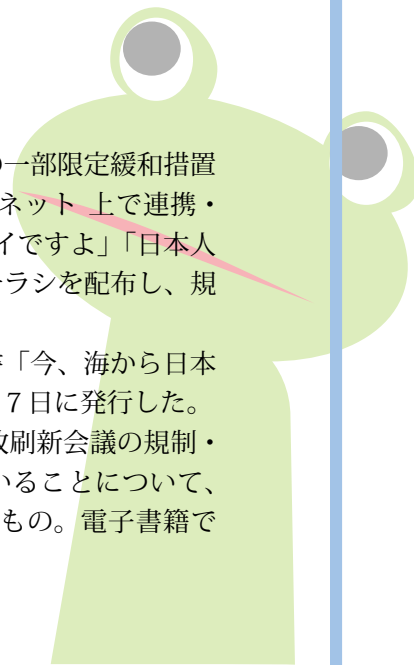 一部限定緩和措置
ネット 上で連携・
イですよ」「日本人
チラシを配布し、規
「今、海から日本
７日に発行した。
刷新会議の規制・
いることについて、
もの。電子書籍で